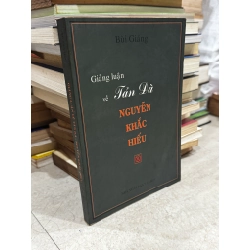 Bùi Giáng
Giảng luận
về Tản Đà
NGUYỄN
KHẮC
HIẾU